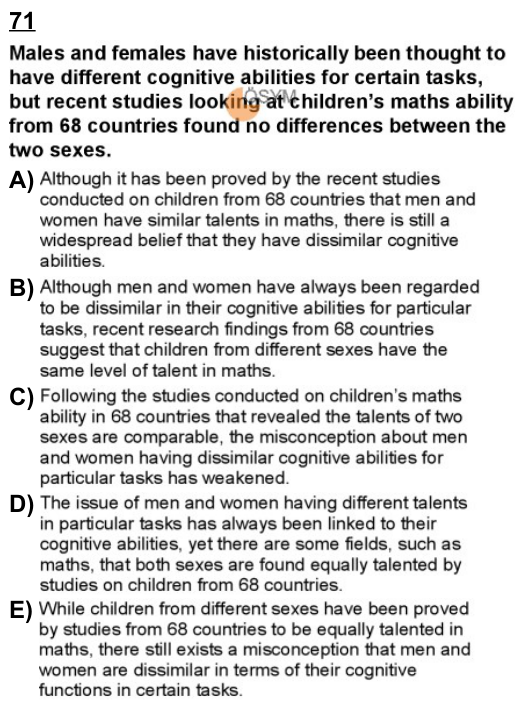 71
Males and females have historically been thought to
have different cognitive abilities for certain tasks,
but recent studies looking at children's maths ability
from 68 countries found no differences between the
two sexes.
ÖSYM
A) Although it has been proved by the recent studies
conducted on children from 68 countries that men and
women have similar talents in maths, there is still a
widespread belief that they have dissimilar cognitive
abilities.
B) Although men and women have always been regarded
to be dissimilar in their cognitive abilities for particular
tasks, recent research findings from 68 countries
suggest that children from different sexes have the
same level of talent in maths.
C) Following the studies conducted on children's maths
ability in 68 countries that revealed the talents of two
sexes are comparable, the misconception about men
and women having dissimilar cognitive abilities for
particular tasks has weakened.
D) The issue of men and women having different talents
in particular tasks has always been linked to their
cognitive abilities, yet there are some fields, such as
maths, that both sexes are found equally talented by
studies on children from 68 countries.
E) While children from different sexes have been proved
by studies from 68 countries to be equally talented in
maths, there still exists a misconception that men and
women are dissimilar in terms of their cognitive
functions in certain tasks.